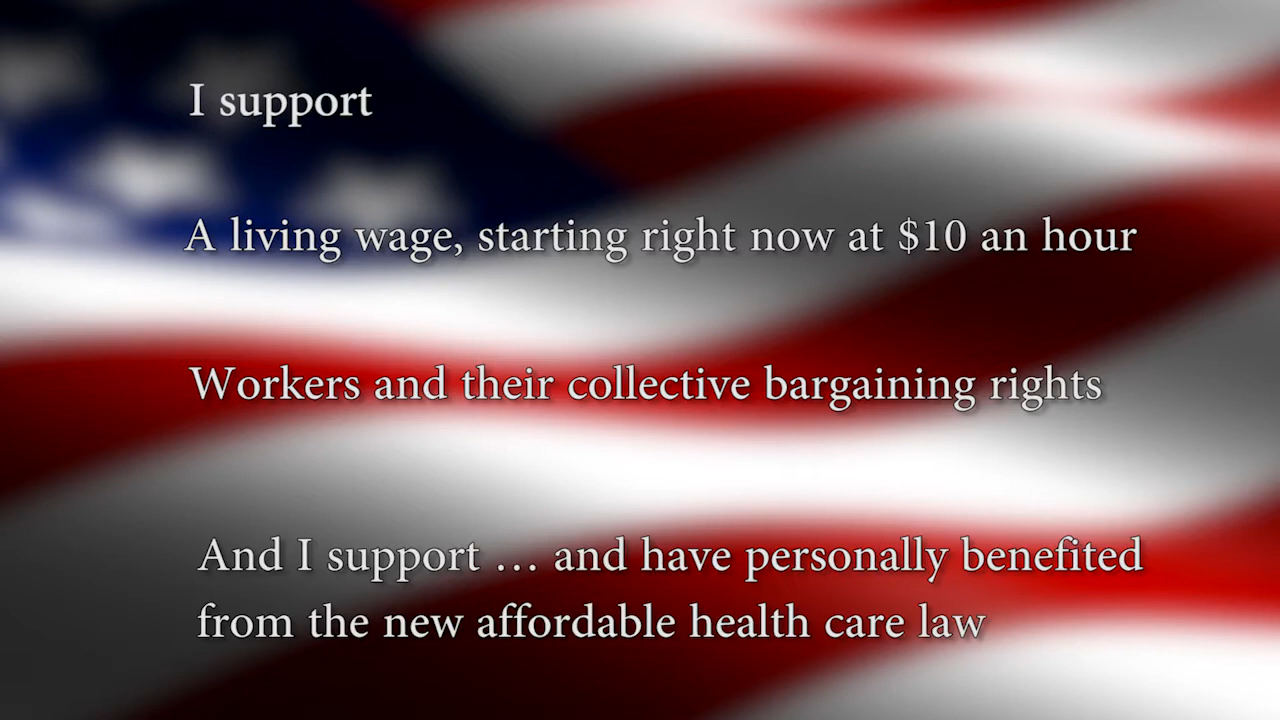 I support
A living wage, starting right now at $10 an hour
Workers and their collective bargaining rights
And I support … and have personally benefited
from the new affordable health care law